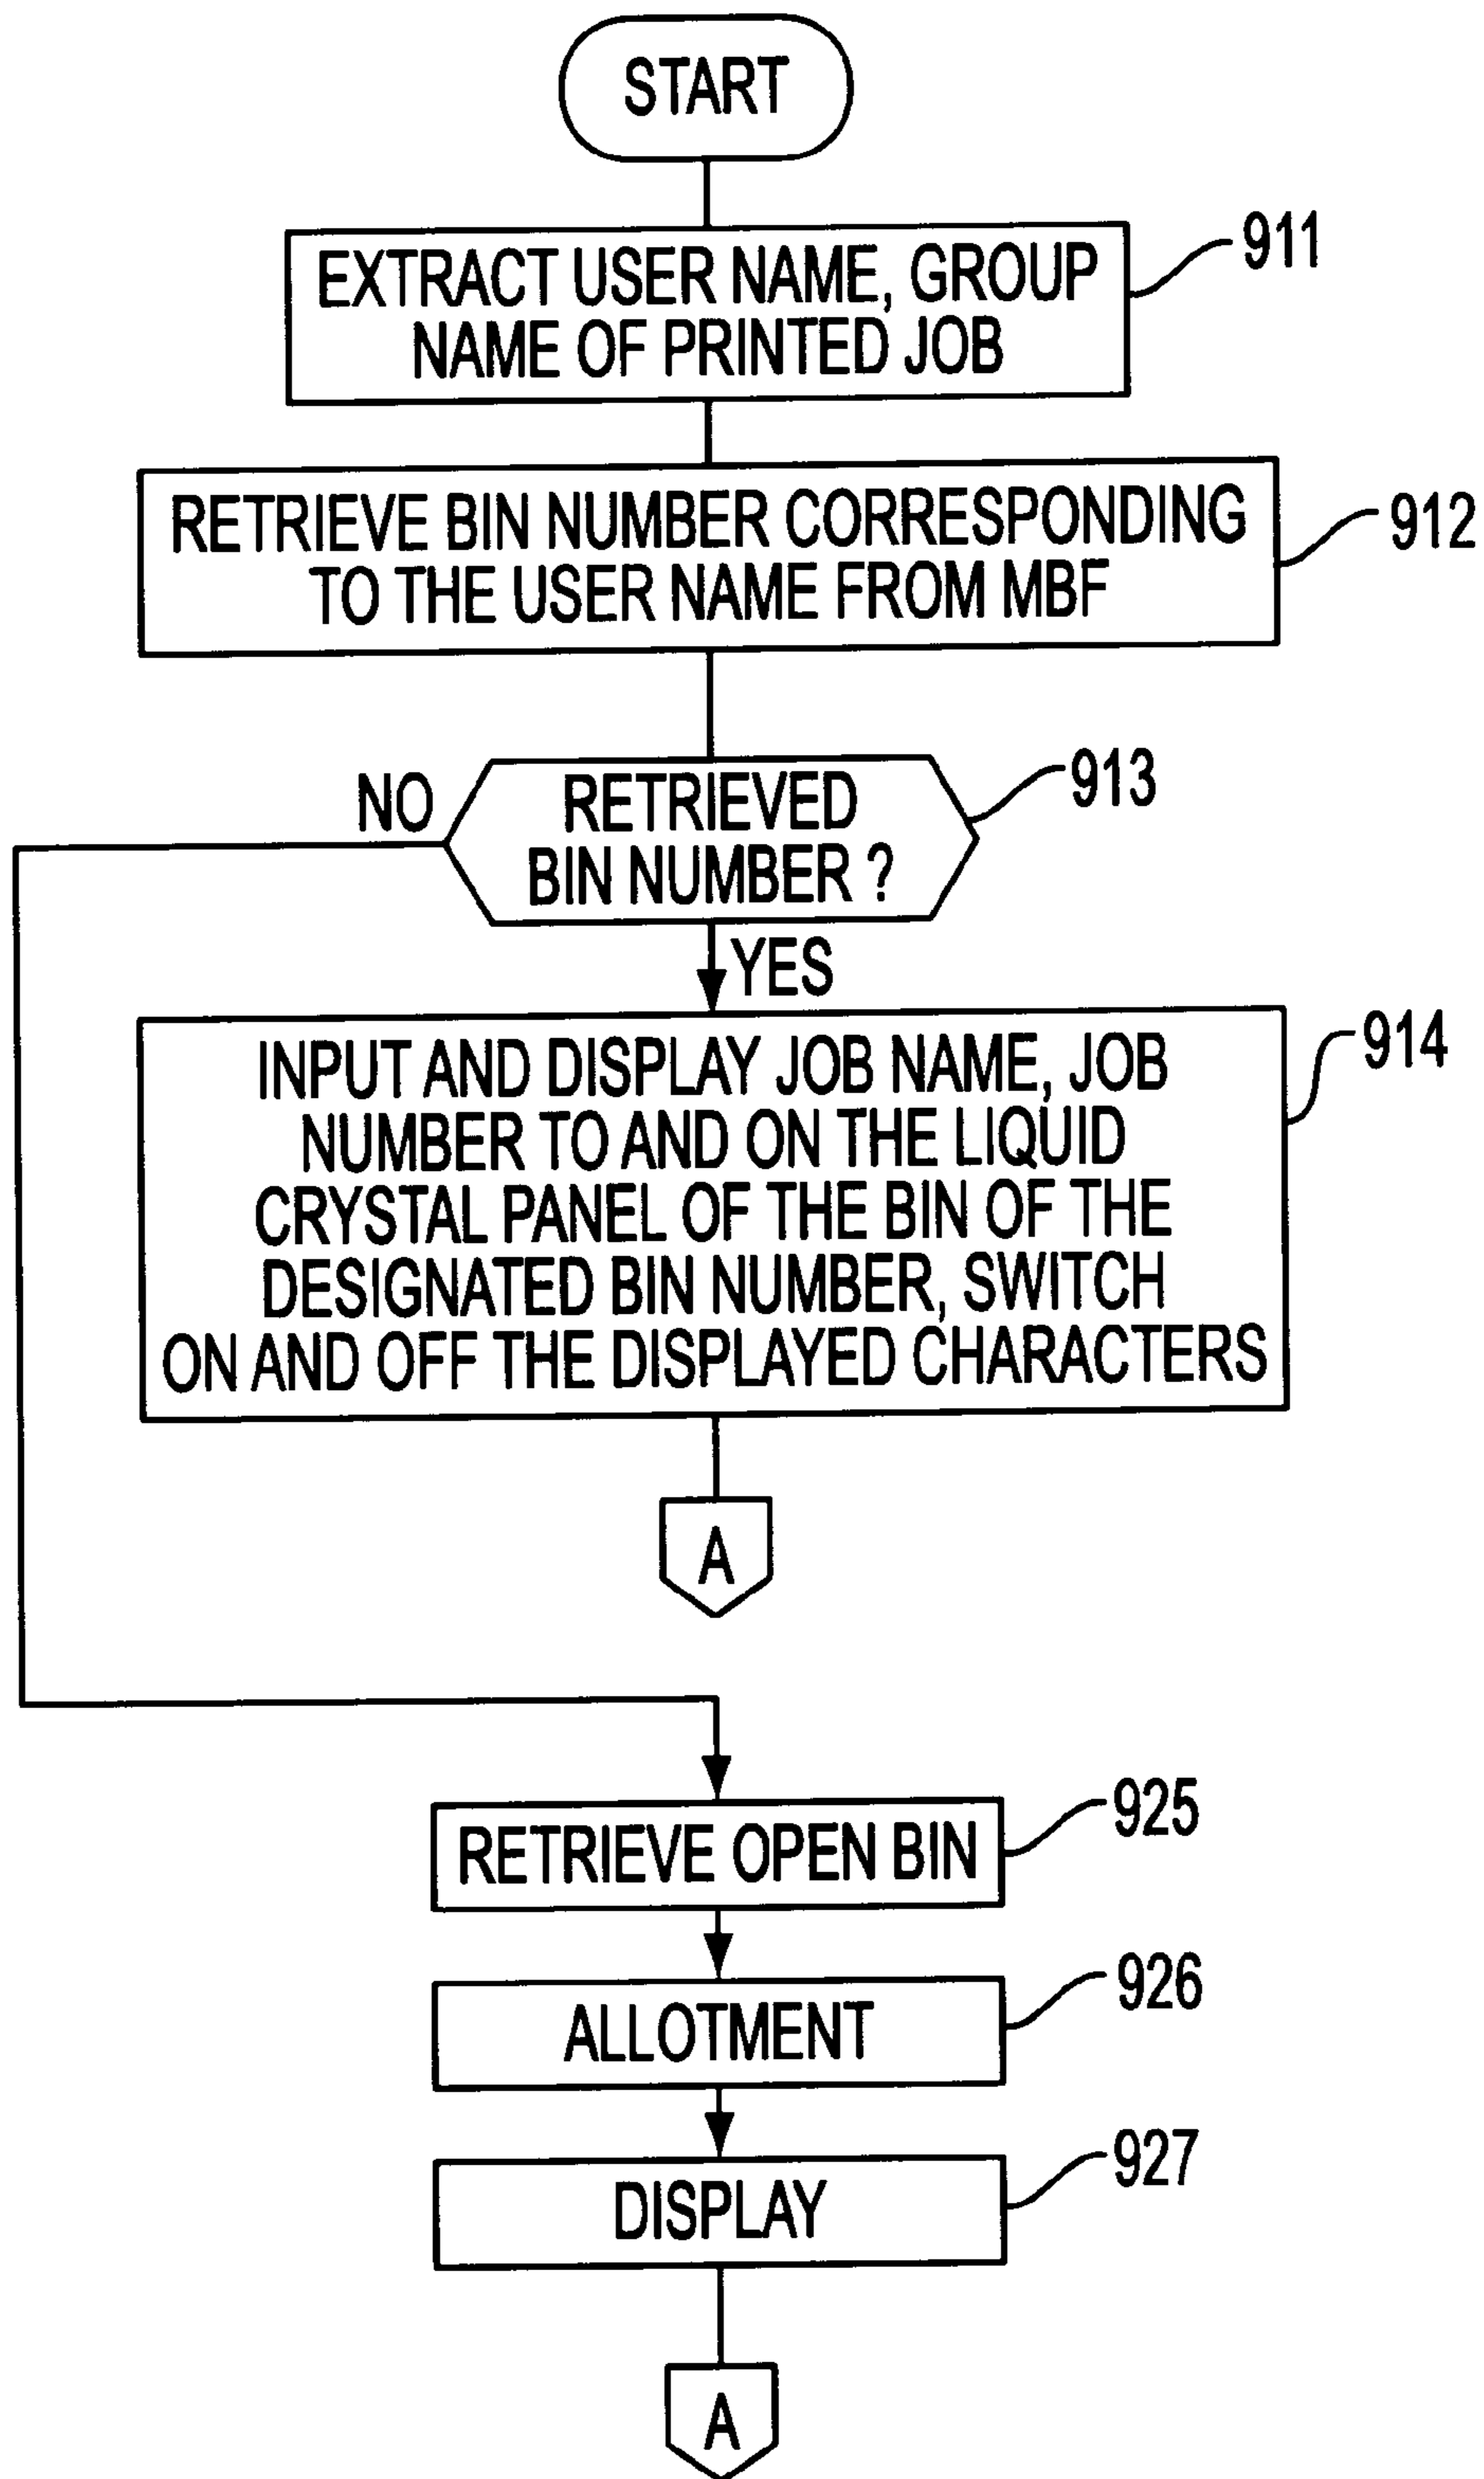 START
EXTRACT USER NAME, GROUP
NAME OF PRINTED JOB
911
RETRIEVE BIN NUMBER CORRESPONDING
TO THE USER NAME FROM MBF
912
NO
RETRIEVED
BIN NUMBER ?
913
YES
INPUT AND DISPLAY JOB NAME, JOB
NUMBER TO AND ON THE LIQUID
CRYSTAL PANEL OF THE BIN OF THE
DESIGNATED BIN NUMBER, SWITCH
ON AND OFF THE DISPLAYED CHARACTERS
914
A
RETRIEVE OPEN BIN
925
ALLOTMENT
926
DISPLAY
927
A